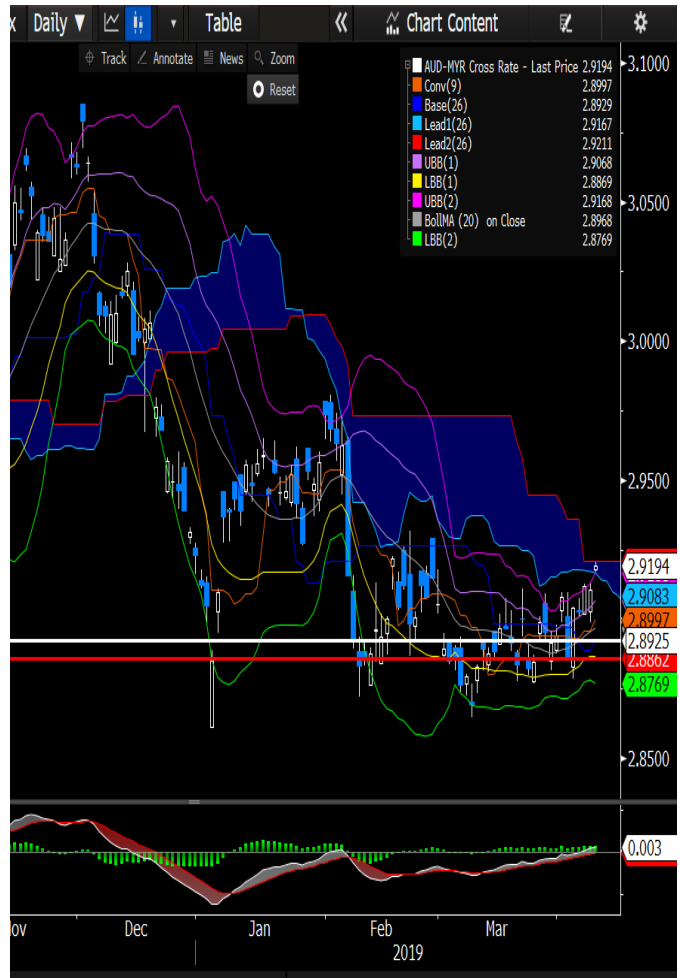 x Daily ▼ Table « Chart Content
Track Annotate News Zoom
Reset
AUD-MYR Cross Rate - Last Price 2.9194
Conv(9) 2.8997
Base(26) 2.8929
Lead1(26) 2.9167
Lead2(26) 2.9211
UBB(1) 2.9068
LBB(1) 2.8869
UBB(2) 2.9168
BollMA (20) on Close 2.8968
LBB(2) 2.8769
3.1000
3.0500
3.0000
2.9500
2.9194
2.9083
2.8997
2.8925
2.8862
2.8769
2.8500
0.003
ov Dec Jan Feb Mar
2019